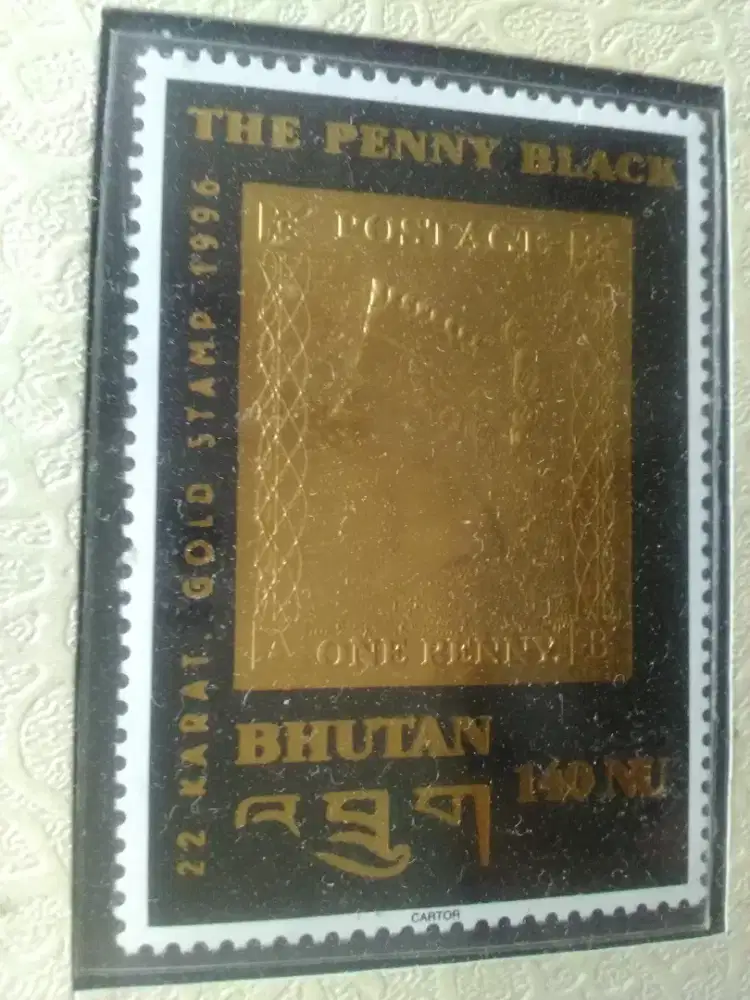 THE PENNY BLACK
22 KARAT GOLD STAMP 1996
POSTAGE
A ONE PENNY. B
BHUTAN
140 NU
འབྲུག
CARTOR